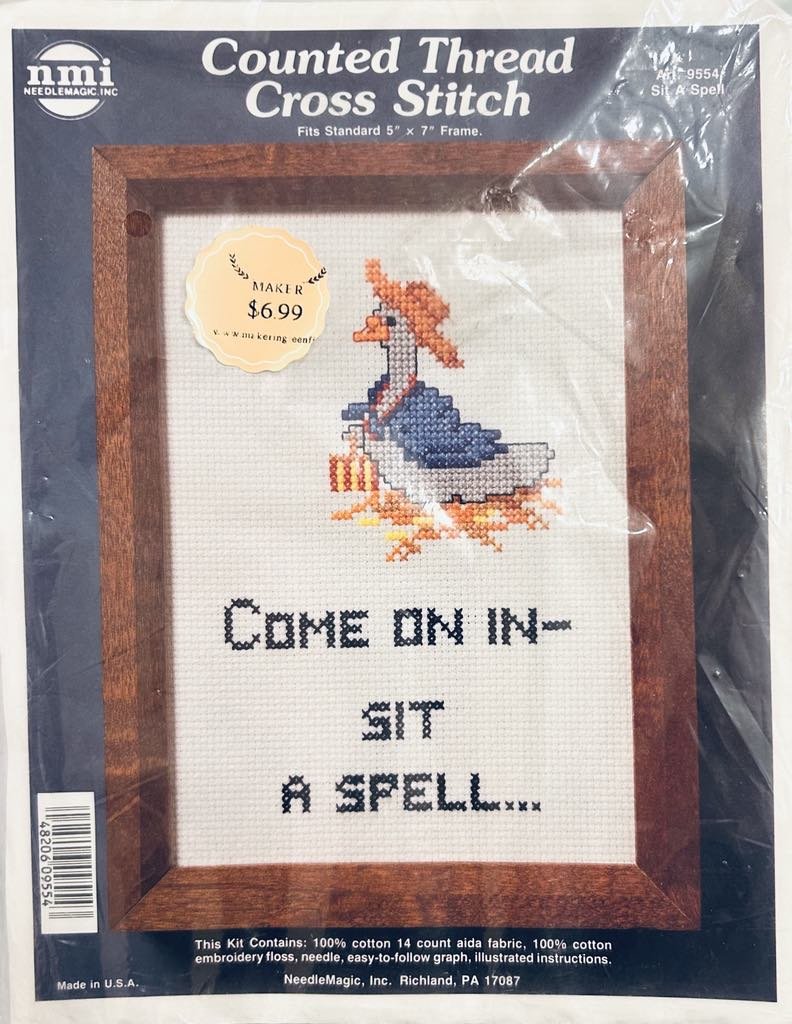 nmi
NEEDLEMAGIC, INC
Counted Thread
Cross Stitch
Fits Standard 5" × 7" Frame.
Art. 9554
Sit A Spell
MAKER
$6.99
COME ON IN-
SIT
A SPELL...
48206 09554
This Kit Contains: 100% cotton 14 count aida fabric, 100% cotton
embroidery floss, needle, easy-to-follow graph, illustrated instructions.
Made in U.S.A.
NeedleMagic, Inc. Richland, PA 17087